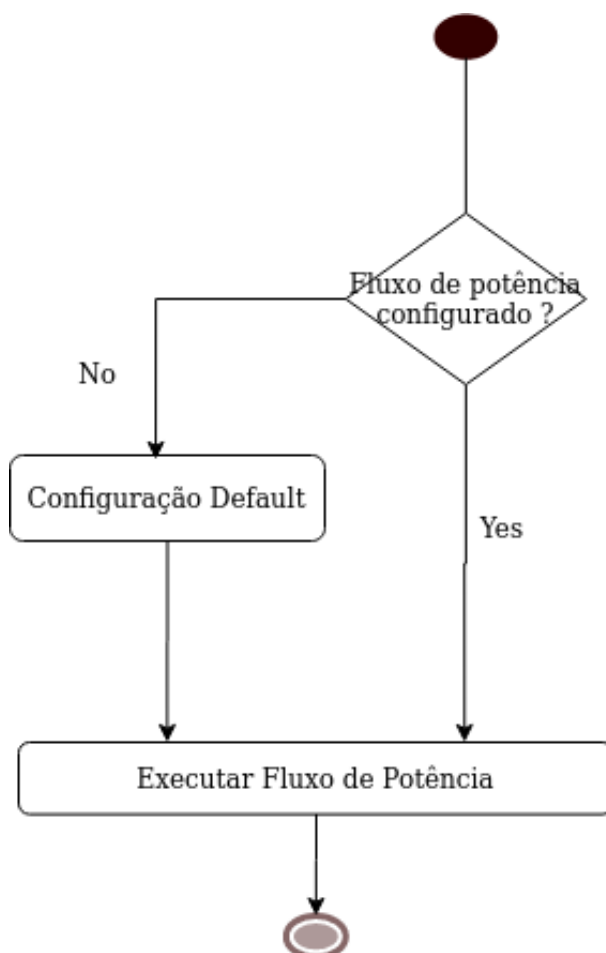 Fluxo de potência
configurado ?
No
Configuração Default
Yes
Executar Fluxo de Potência